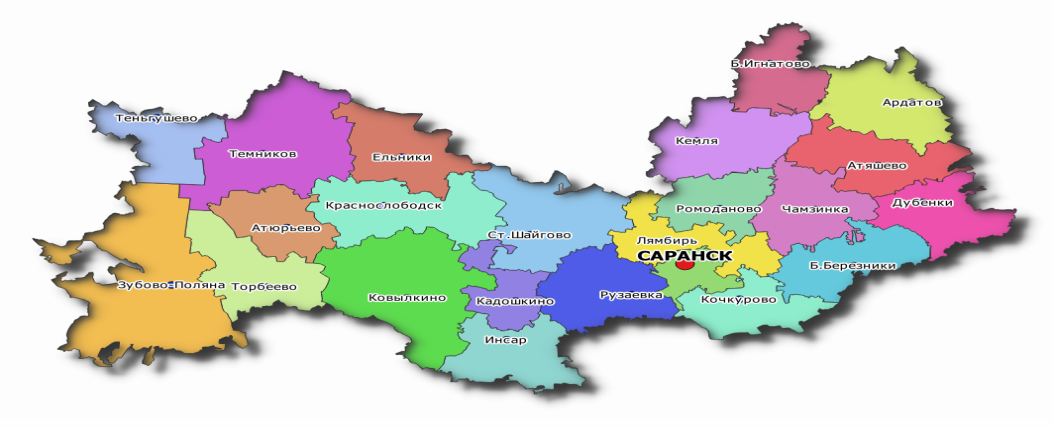 Б.Игнатово
Ардатов
Теньгушево
Кемля
Темников
Ельники
Атяшево
Краснослободск
Ромоданово
Чамзинка
Дубенки
Атюрьево
Ст.Шайгово
Лямбирь
САРАНСК
Б.Березники
Зубово-Поляна
Торбеево
Ковылкино
Кадошкино
Рузаевка
Кочкурово
Инсар